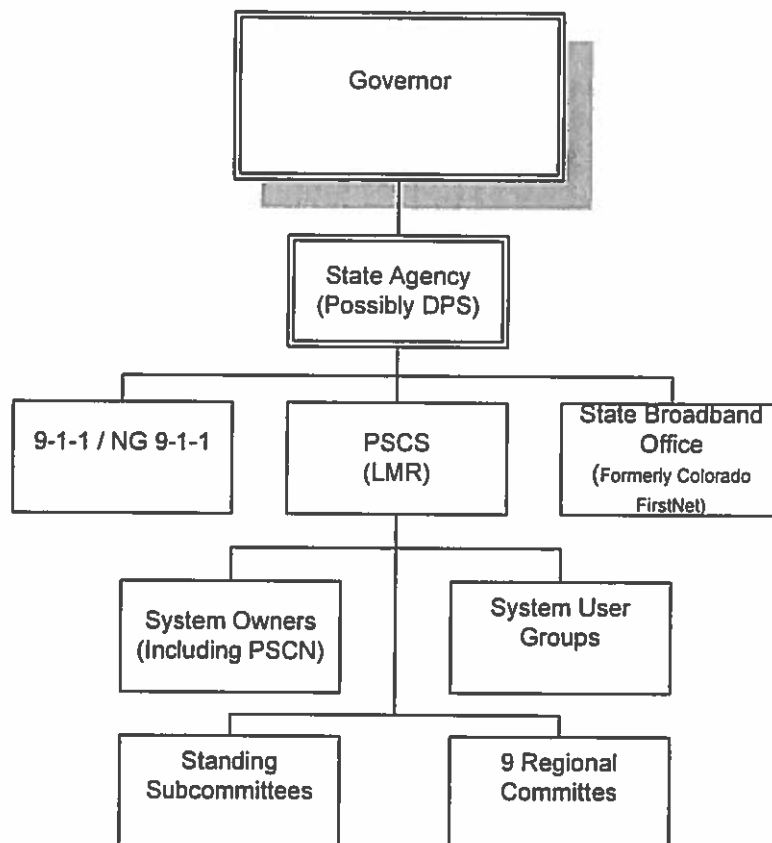 Governor
State Agency
(Possibly DPS)
9-1-1 / NG 9-1-1
PSCS
(LMR)
State Broadband
Office
(Formerly Colorado
FirstNet)
System Owners
(Including PSCN)
System User
Groups
Standing
Subcommittees
9 Regional
Committes